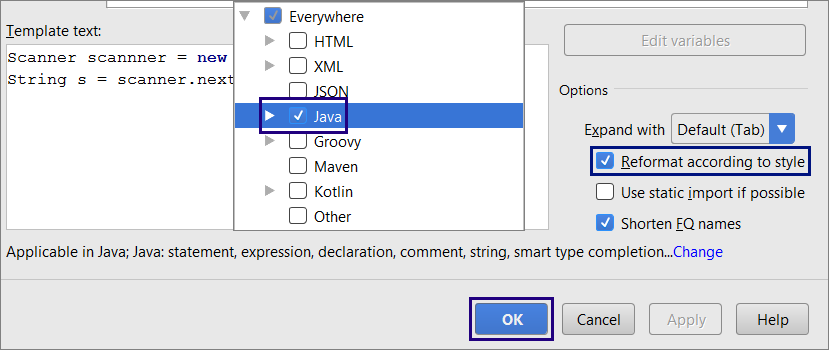 Template text:
Scanner scannner = new
String s = scanner.next
Everywhere
HTML
XML
JSON
Java
Groovy
Maven
Kotlin
Other
Edit variables
Options
Expand with Default (Tab)
Reformat according to style
Use static import if possible
Shorten FQ names
Applicable in Java; Java: statement, expression, declaration, comment, string, smart type completion...Change
OK Cancel Apply Help